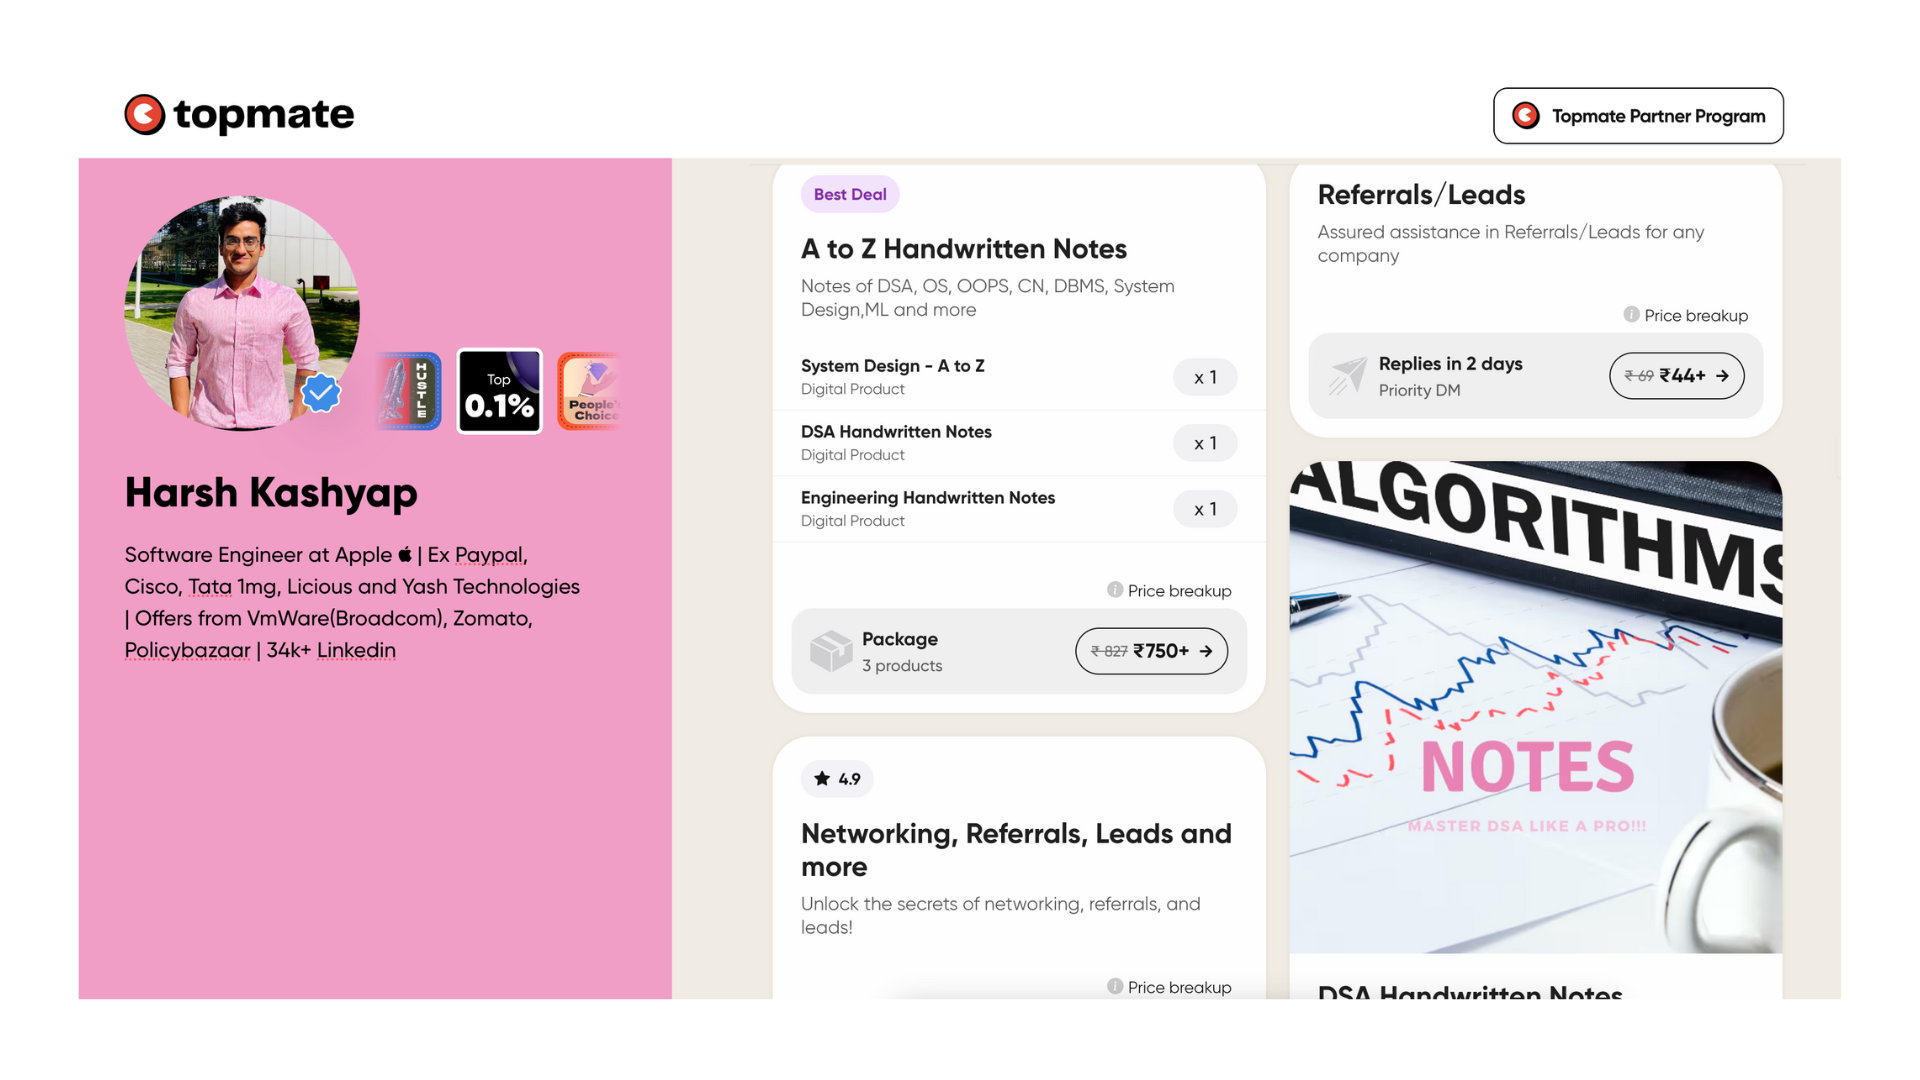 topmate
Topmate Partner Program
HUSTLE
Top
0.1%
People's
Choice
Harsh Kashyap
Software Engineer at Apple | Ex Paypal,
Cisco, Tata 1mg, Licious and Yash Technologies
| Offers from VmWare(Broadcom), Zomato,
Policybazaar | 34k+ Linkedin
Best Deal
A to Z Handwritten Notes
Notes of DSA, OS, OOPS, CN, DBMS, System
Design,ML and more
System Design - A to Z
Digital Product
x 1
DSA Handwritten Notes
Digital Product
x 1
Engineering Handwritten Notes
Digital Product
x 1
Price breakup
Package
3 products
₹ 827 ₹750+ →
★ 4.9
Networking, Referrals, Leads and
more
Unlock the secrets of networking, referrals, and
leads!
Price breakup
Referrals/Leads
Assured assistance in Referrals/Leads for any
company
Price breakup
Replies in 2 days
Priority DM
₹ 69 ₹44+ →
ALGORITHMS
NOTES
MASTER DSA LIKE A PRO!!!
DSA Handwritten Notes